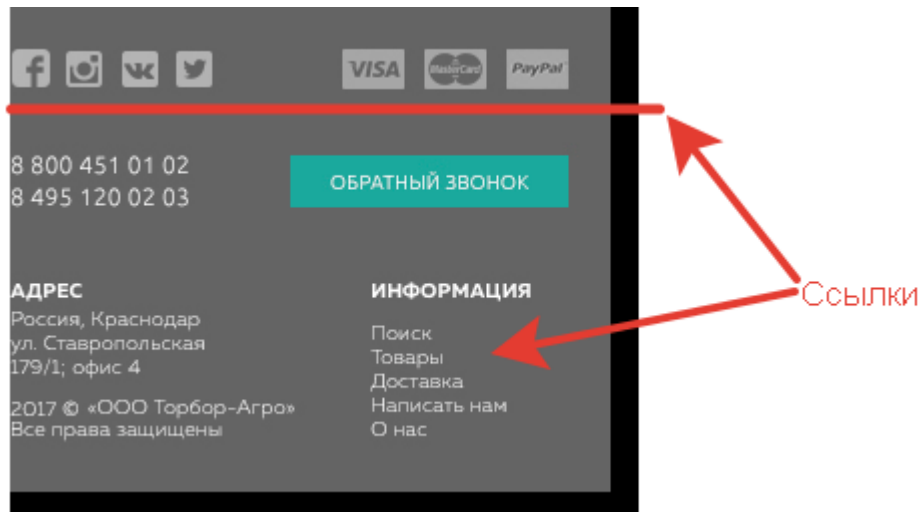 VISA MasterCard PayPal
8 800 451 01 02
8 495 120 02 03
ОБРАТНЫЙ ЗВОНОК
Ссылки
АДРЕС
Россия, Краснодар
ул. Ставропольская
179/1; офис 4
2017 © «ООО Торбор-Агро»
Все права защищены
ИНФОРМАЦИЯ
Поиск
Товары
Доставка
Написать нам
О нас